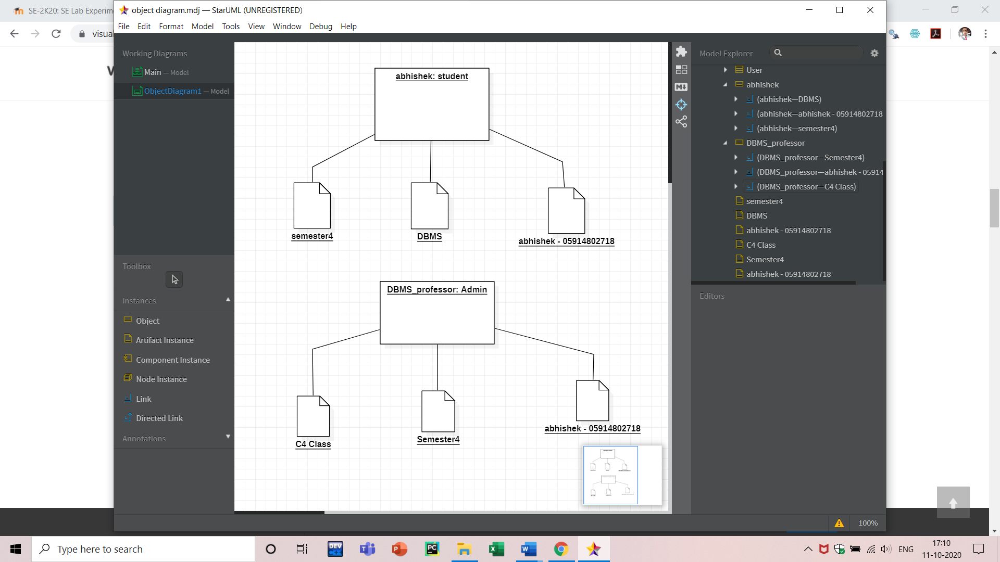 SE-2K20: SE Lab Experim
object diagram.mdj — StarUML (UNREGISTERED)
File Edit Format Model Tools View Window Debug Help
visual
Working Diagrams
Main — Model
ObjectDiagram1 — Model
Toolbox
Instances
Object
Artifact Instance
Component Instance
Node Instance
Link
Directed Link
Annotations
abhishek: student
semester4
DBMS
abhishek - 05914802718
DBMS_professor: Admin
C4 Class
Semester4
abhishek - 05914802718
Model Explorer
User
abhishek
(abhishek—DBMS)
(abhishek—abhishek - 05914802718
(abhishek—semester4)
DBMS_professor
(DBMS_professor—Semester4)
(DBMS_professor—abhishek - 05914
(DBMS_professor—C4 Class)
semester4
DBMS
abhishek - 05914802718
C4 Class
Semester4
abhishek - 05914802718
Editors
100%
Type here to search
DEV C++
PC
ENG
17:10
11-10-2020